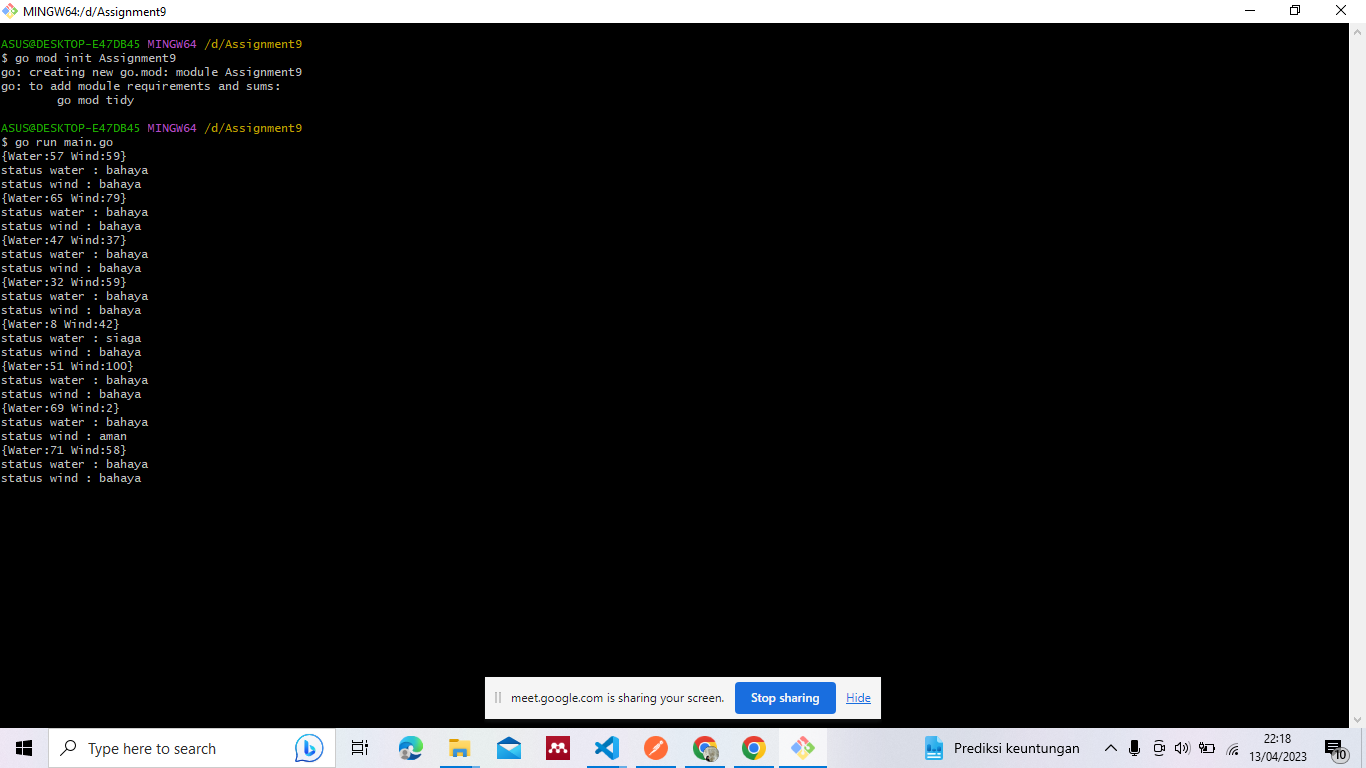 MINGW64:/d/Assignment9
ASUS@DESKTOP-E47DB45 MINGW64 /d/Assignment9
$ go mod init Assignment9
go: creating new go.mod: module Assignment9
go: to add module requirements and sums:
        go mod tidy
ASUS@DESKTOP-E47DB45 MINGW64 /d/Assignment9
$ go run main.go
{Water:57 Wind:59}
status water : bahaya
status wind : bahaya
{Water:65 Wind:79}
status water : bahaya
status wind : bahaya
{Water:47 Wind:37}
status water : bahaya
status wind : bahaya
{Water:32 Wind:59}
status water : bahaya
status wind : bahaya
{Water:8 Wind:42}
status water : siaga
status wind : bahaya
{Water:51 Wind:100}
status water : bahaya
status wind : bahaya
{Water:69 Wind:2}
status water : bahaya
status wind : aman
{Water:71 Wind:58}
status water : bahaya
status wind : bahaya
meet.google.com is sharing your screen.
Stop sharing
Hide
Type here to search
Prediksi keuntungan
22:18
13/04/2023
10